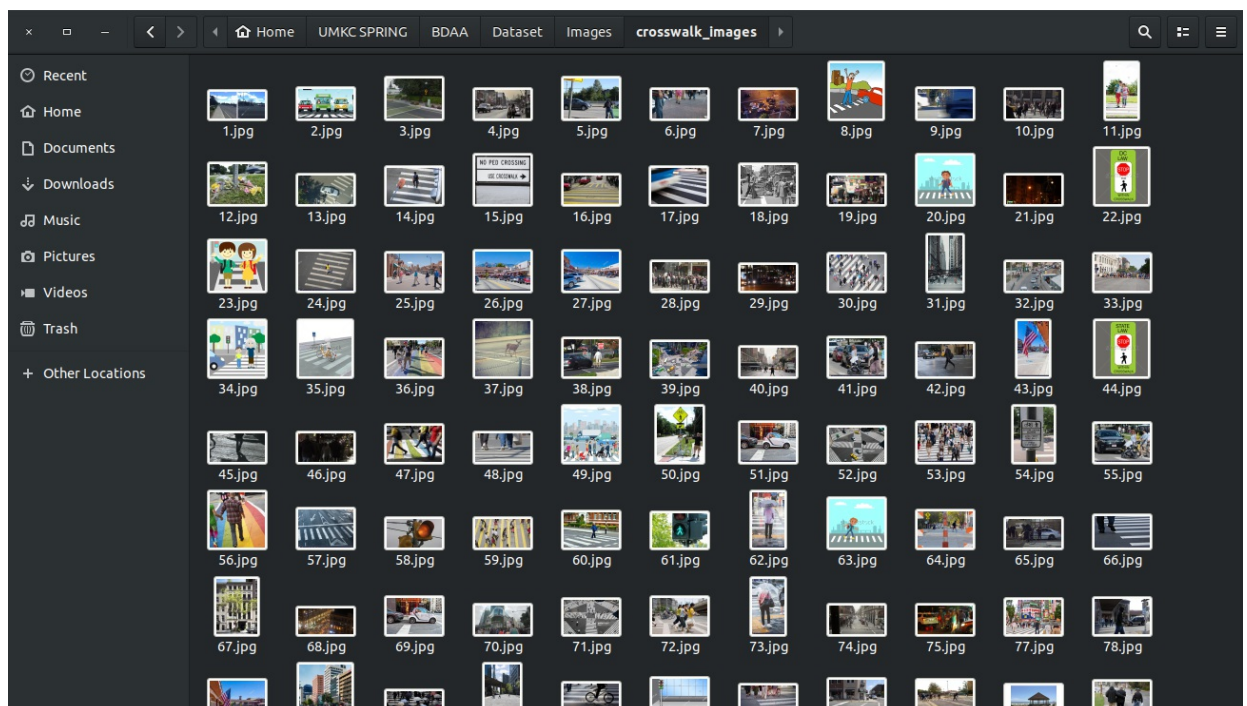 Home UMKC SPRING BDAA Dataset Images crosswalk_images
Recent
Home
Documents
Downloads
Music
Pictures
Videos
Trash
+ Other Locations
1.jpg 2.jpg 3.jpg 4.jpg 5.jpg 6.jpg 7.jpg 8.jpg 9.jpg 10.jpg 11.jpg
NO PED CROSSING
USE CROSSWALK
DC
LAW
STOP
12.jpg 13.jpg 14.jpg 15.jpg 16.jpg 17.jpg 18.jpg 19.jpg 20.jpg 21.jpg 22.jpg
23.jpg 24.jpg 25.jpg 26.jpg 27.jpg 28.jpg 29.jpg 30.jpg 31.jpg 32.jpg 33.jpg
STATE
LAW
STOP
34.jpg 35.jpg 36.jpg 37.jpg 38.jpg 39.jpg 40.jpg 41.jpg 42.jpg 43.jpg 44.jpg
45.jpg 46.jpg 47.jpg 48.jpg 49.jpg 50.jpg 51.jpg 52.jpg 53.jpg 54.jpg 55.jpg
56.jpg 57.jpg 58.jpg 59.jpg 60.jpg 61.jpg 62.jpg 63.jpg 64.jpg 65.jpg 66.jpg
67.jpg 68.jpg 69.jpg 70.jpg 71.jpg 72.jpg 73.jpg 74.jpg 75.jpg 77.jpg 78.jpg